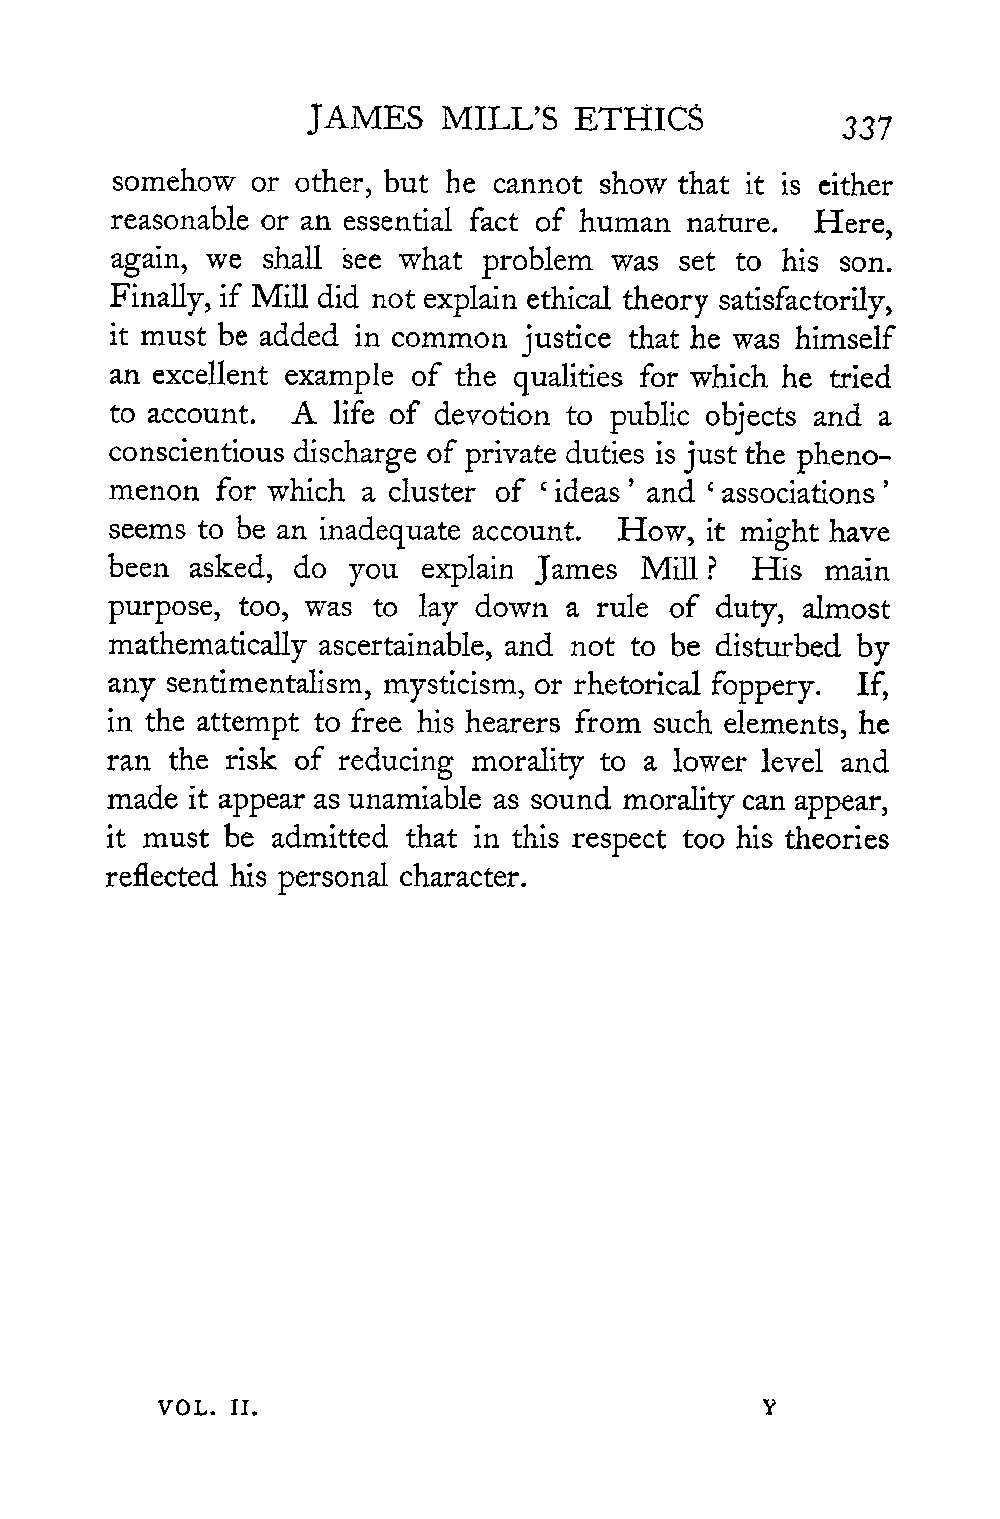 JAMES MILL'S ETHICS 337
somehow or other, but he cannot show that it is either
reasonable or an essential fact of human nature. Here,
again, we shall see what problem was set to his son.
Finally, if Mill did not explain ethical theory satisfactorily,
it must be added in common justice that he was himself
an excellent example of the qualities for which he tried
to account. A life of devotion to public objects and a
conscientious discharge of private duties is just the pheno-
menon for which a cluster of ‘ideas’ and ‘associations’
seems to be an inadequate account. How, it might have
been asked, do you explain James Mill? His main
purpose, too, was to lay down a rule of duty, almost
mathematically ascertainable, and not to be disturbed by
any sentimentalism, mysticism, or rhetorical foppery. If,
in the attempt to free his hearers from such elements, he
ran the risk of reducing morality to a lower level and
made it appear as unamiable as sound morality can appear,
it must be admitted that in this respect too his theories
reflected his personal character.
VOL. II. Y